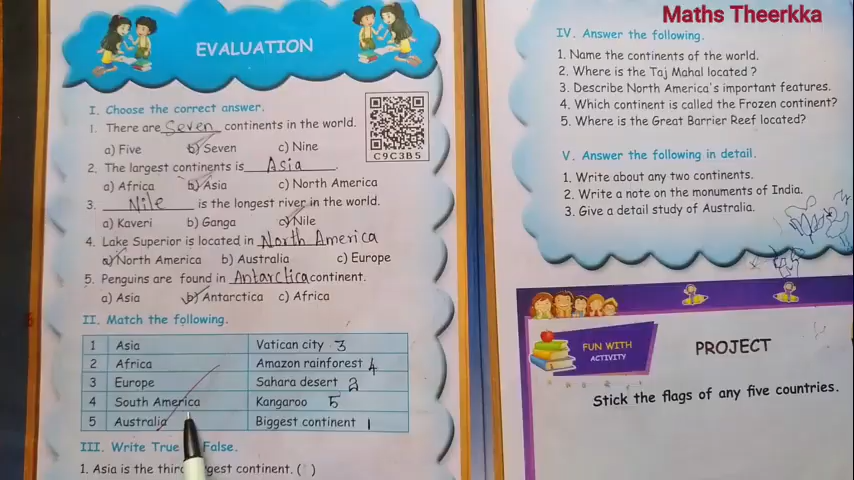 Maths Theerkka
EVALUATION
I. Choose the correct answer.
1. There are Seven continents in the world.
a) Five b) Seven c) Nine
2. The largest continents is Asia.
a) Africa b) Asia c) North America
3. Nile is the longest river in the world.
a) Kaveri b) Ganga c) Nile
4. Lake Superior is located in North America
a) North America b) Australia c) Europe
5. Penguins are found in Antarctica continent.
a) Asia b) Antarctica c) Africa
C9C3B5
II. Match the following.
1 Asia Vatican city 3
2 Africa Amazon rainforest 4
3 Europe Sahara desert 2
4 South America Kangaroo 5
5 Australia Biggest continent 1
III. Write True False.
1. Asia is the continent. ( )
IV. Answer the following.
1. Name the continents of the world.
2. Where is the Taj Mahal located ?
3. Describe North America's important features.
4. Which continent is called the Frozen continent?
5. Where is the Great Barrier Reef located?
V. Answer the following in detail.
1. Write about any two continents.
2. Write a note on the monuments of India.
3. Give a detail study of Australia.
FUN WITH
ACTIVITY
PROJECT
Stick the flags of any five countries.